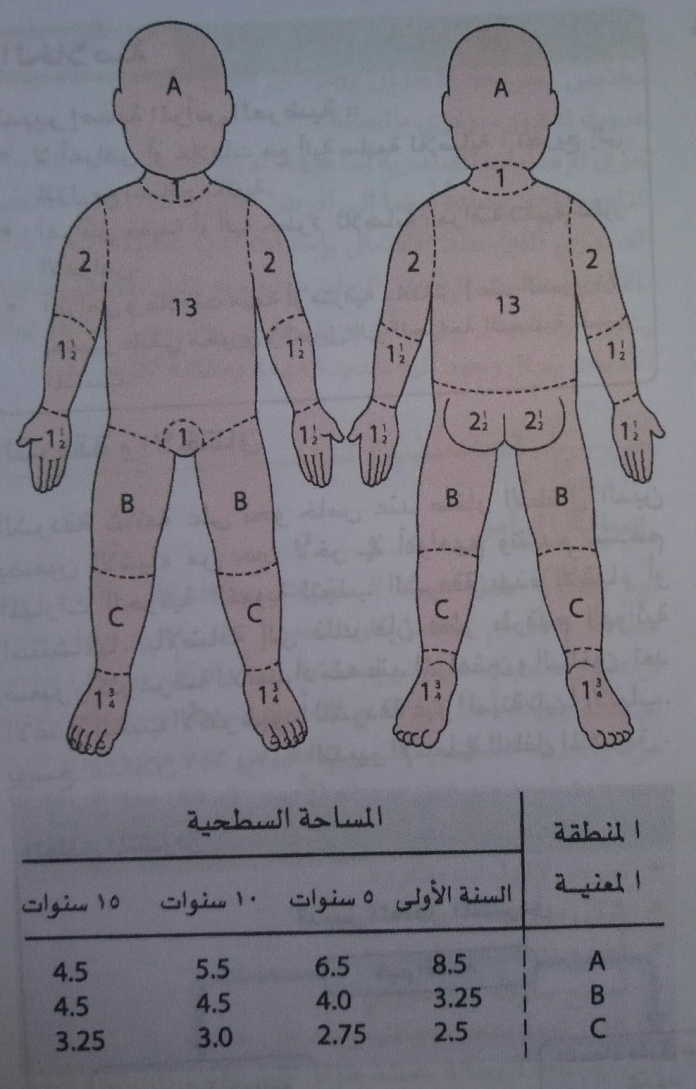 A A
1 1
2 2 2 2
13 13
1½ 1½ 1½ 1½
1½ 1 1½ 1½ 2½ 2½ 1½
B B B B
C C C C
1¾ 1¾ 1¾ 1¾
المنطقة المساحة السطحية
المعنية السنة الأولى ٥ سنوات ١٠ سنوات ١٥ سنوات
A 8.5 6.5 5.5 4.5
B 3.25 4.0 4.5 4.5
C 2.5 2.75 3.0 3.25